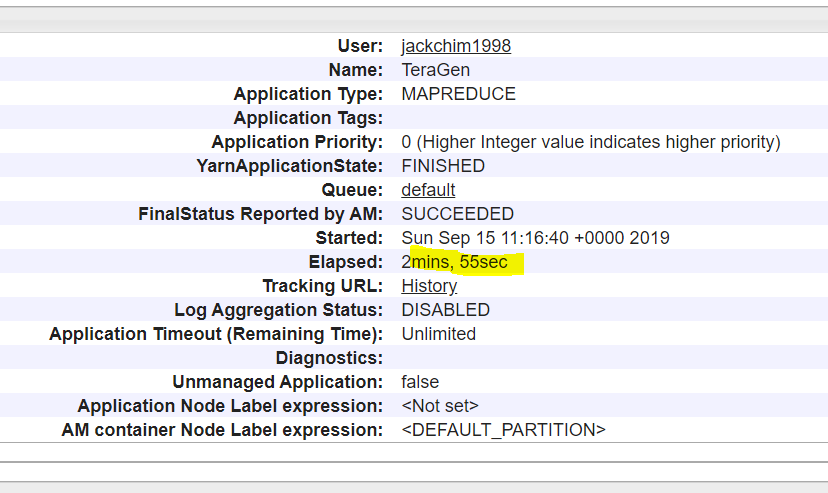 User: jackchim1998
Name: TeraGen
Application Type: MAPREDUCE
Application Tags:
Application Priority: 0 (Higher Integer value indicates higher priority)
YarnApplicationState: FINISHED
Queue: default
FinalStatus Reported by AM: SUCCEEDED
Started: Sun Sep 15 11:16:40 +0000 2019
Elapsed: 2mins, 55sec
Tracking URL: History
Log Aggregation Status: DISABLED
Application Timeout (Remaining Time): Unlimited
Diagnostics:
Unmanaged Application: false
Application Node Label expression: <Not set>
AM container Node Label expression: <DEFAULT_PARTITION>